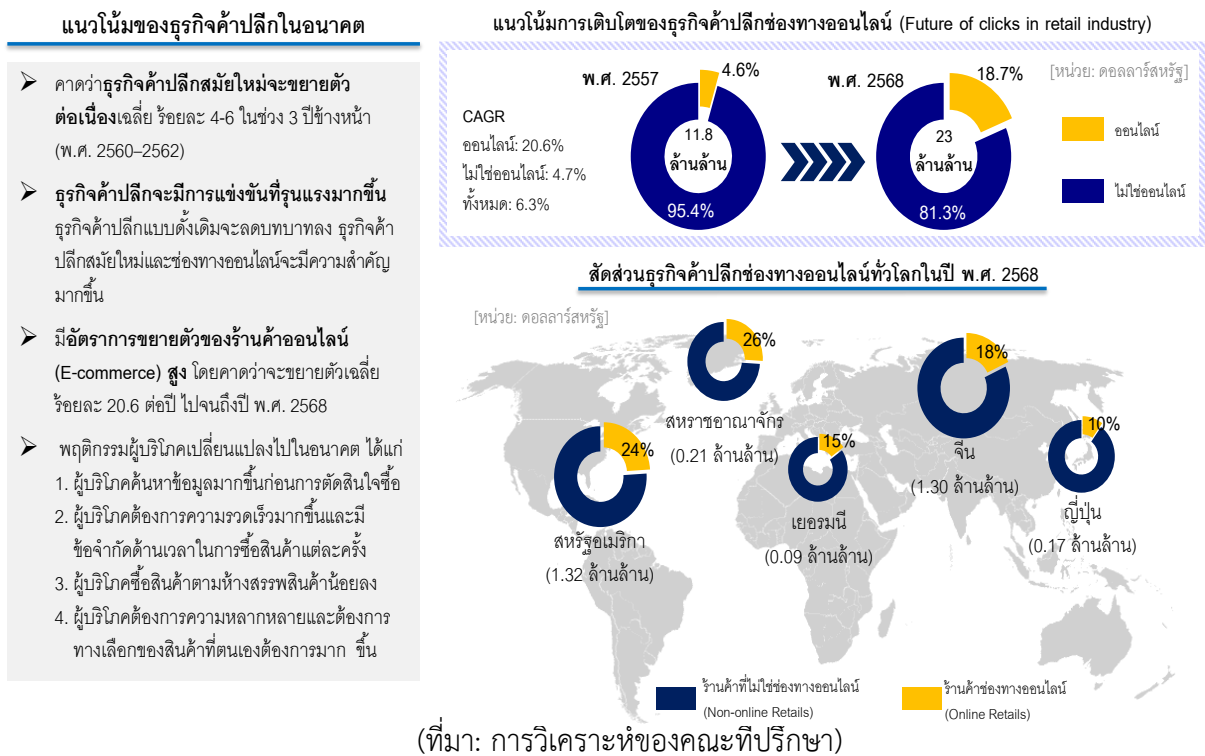 แนวโน้มของธุรกิจค้าปลีกในอนาคต
➤ คาดว่าธุรกิจค้าปลีกสมัยใหม่จะขยายตัว
ต่อเนื่องเฉลี่ย ร้อยละ 4-6 ในช่วง 3 ปีข้างหน้า
(พ.ศ. 2560–2562)
➤ ธุรกิจค้าปลีกจะมีการแข่งขันที่รุนแรงมากขึ้น
ธุรกิจค้าปลีกแบบดั้งเดิมจะลดบทบาทลง ธุรกิจค้า
ปลีกสมัยใหม่และช่องทางออนไลน์จะมีความสำคัญ
มากขึ้น
➤ มีอัตราการขยายตัวของร้านค้าออนไลน์
(E-commerce) สูง โดยคาดว่าจะขยายตัวเฉลี่ย
ร้อยละ 20.6 ต่อปี ไปจนถึงปี พ.ศ. 2568
➤ พฤติกรรมผู้บริโภคเปลี่ยนแปลงไปในอนาคต ได้แก่
1. ผู้บริโภคค้นหาข้อมูลมากขึ้นก่อนการตัดสินใจซื้อ
2. ผู้บริโภคต้องการความรวดเร็วมากขึ้นและมี
ข้อจำกัดด้านเวลาในการซื้อสินค้าแต่ละครั้ง
3. ผู้บริโภคซื้อสินค้าตามห้างสรรพสินค้าน้อยลง
4. ผู้บริโภคต้องการความหลากหลายและต้องการ
ทางเลือกของสินค้าที่ตนเองต้องการมาก ขึ้น
แนวโน้มการเติบโตของธุรกิจค้าปลีกช่องทางออนไลน์ (Future of clicks in retail industry)
[หน่วย: ดอลลาร์สหรัฐ]
CAGR
ออนไลน์: 20.6%
ไม่ใช่ออนไลน์: 4.7%
ทั้งหมด: 6.3%
พ.ศ. 2557
4.6%
11.8
ล้านล้าน
95.4%
พ.ศ. 2568
18.7%
23
ล้านล้าน
81.3%
ออนไลน์
ไม่ใช่ออนไลน์
สัดส่วนธุรกิจค้าปลีกช่องทางออนไลน์ทั่วโลกในปี พ.ศ. 2568
[หน่วย: ดอลลาร์สหรัฐ]
26%
สหราชอาณาจักร
(0.21 ล้านล้าน)
24%
สหรัฐอเมริกา
(1.32 ล้านล้าน)
15%
เยอรมนี
(0.09 ล้านล้าน)
18%
จีน
(1.30 ล้านล้าน)
10%
ญี่ปุ่น
(0.17 ล้านล้าน)
ร้านค้าที่ไม่ใช่ช่องทางออนไลน์
(Non-online Retails)
ร้านค้าช่องทางออนไลน์
(Online Retails)
(ที่มา: การวิเคราะห์ของคณะที่ปรึกษา)